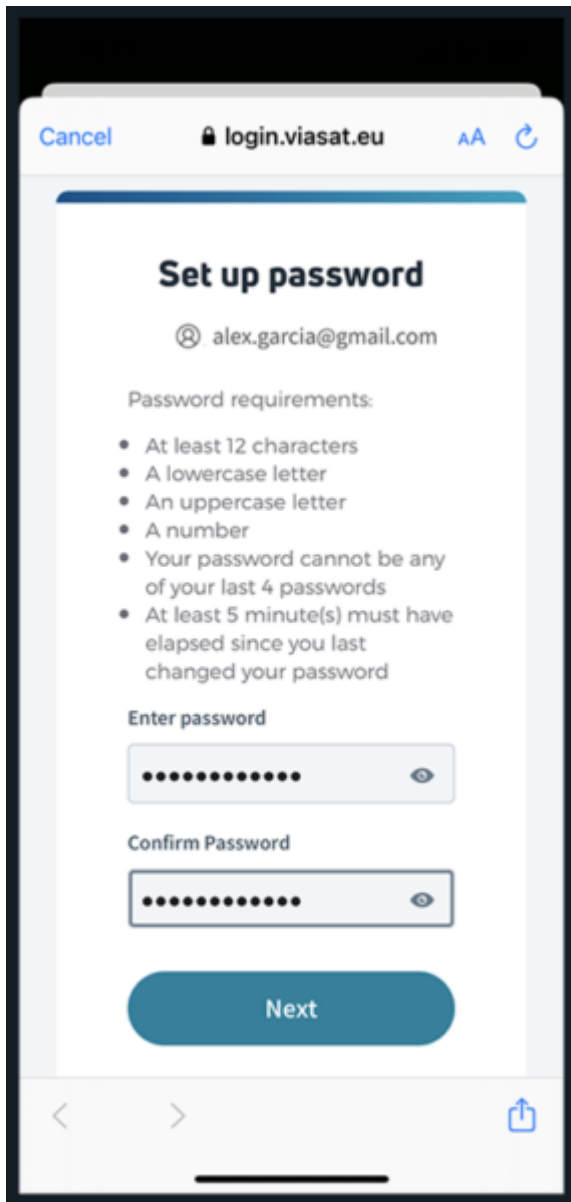 Cancel login.viasat.eu AA
Set up password
alex.garcia@gmail.com
Password requirements:
• At least 12 characters
• A lowercase letter
• An uppercase letter
• A number
• Your password cannot be any
of your last 4 passwords
• At least 5 minute(s) must have
elapsed since you last
changed your password
Enter password
••••••••••••
Confirm Password
••••••••••••
Next